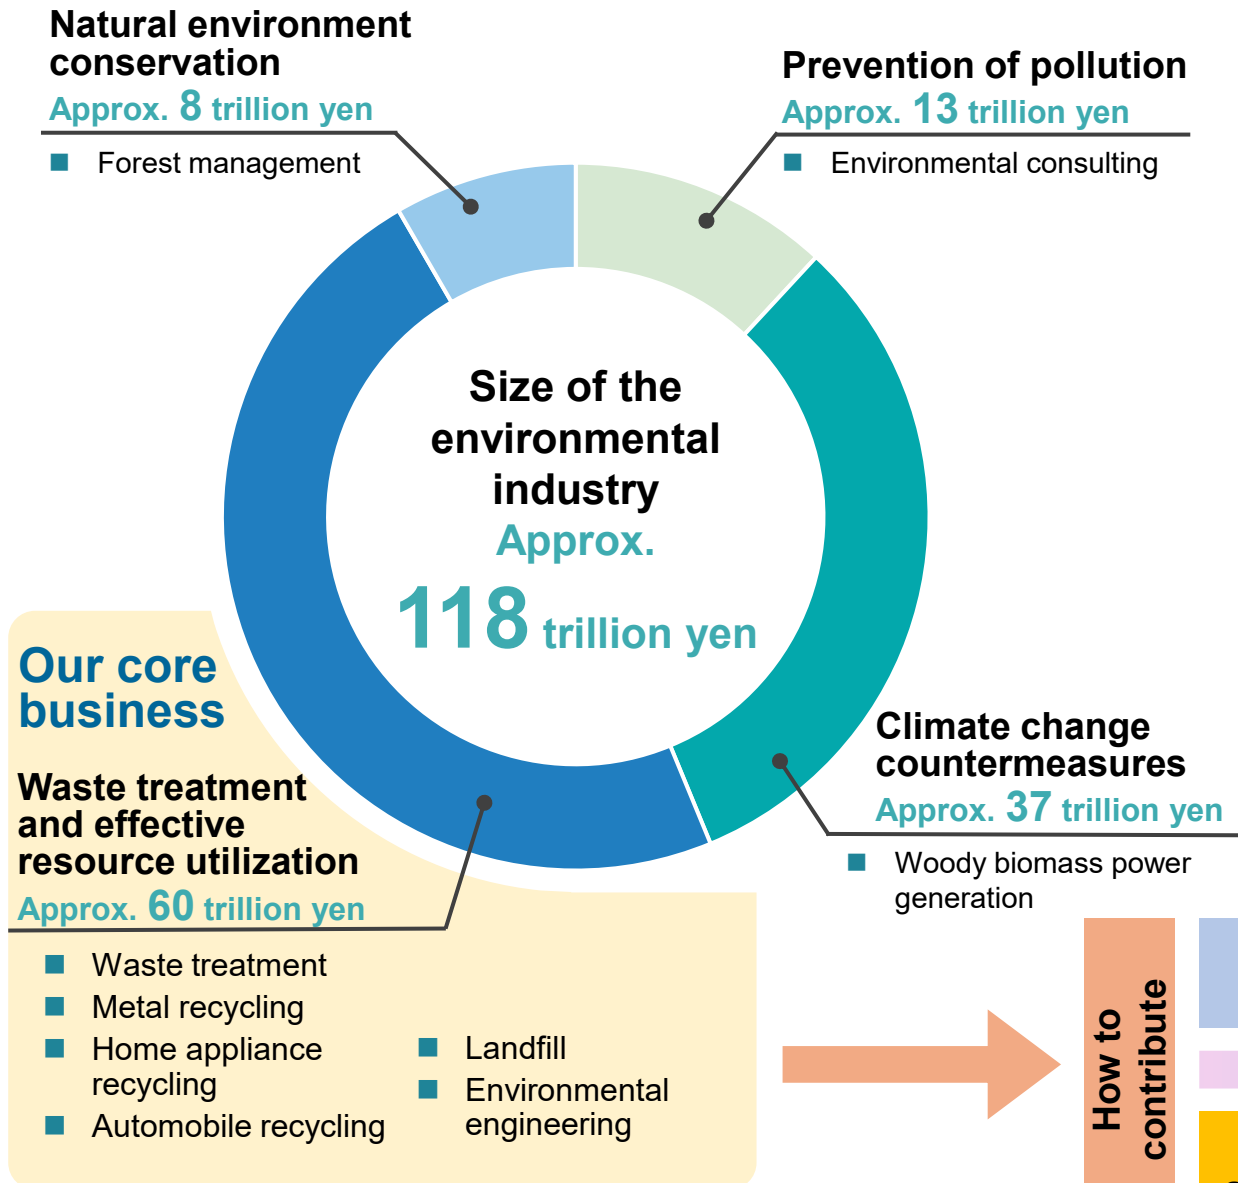 Natural environment
conservation
Approx. 8 trillion yen
Forest management
Prevention of pollution
Approx. 13 trillion yen
Environmental consulting
Size of the
environmental
industry
Approx.
118 trillion yen
Our core
business
Waste treatment
and effective
resource utilization
Approx. 60 trillion yen
Waste treatment
Metal recycling
Home appliance
recycling
Automobile recycling
Landfill
Environmental
engineering
Climate change
countermeasures
Approx. 37 trillion yen
Woody biomass power
generation
How to
contribute